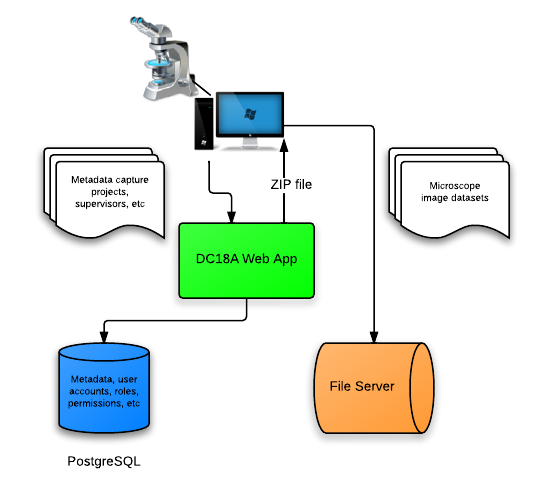 Metadata capture
projects,
supervisors, etc
ZIP file
Microscope
image datasets
DC18A Web App
Metadata, user
accounts, roles,
permissions, etc
File Server
PostgreSQL